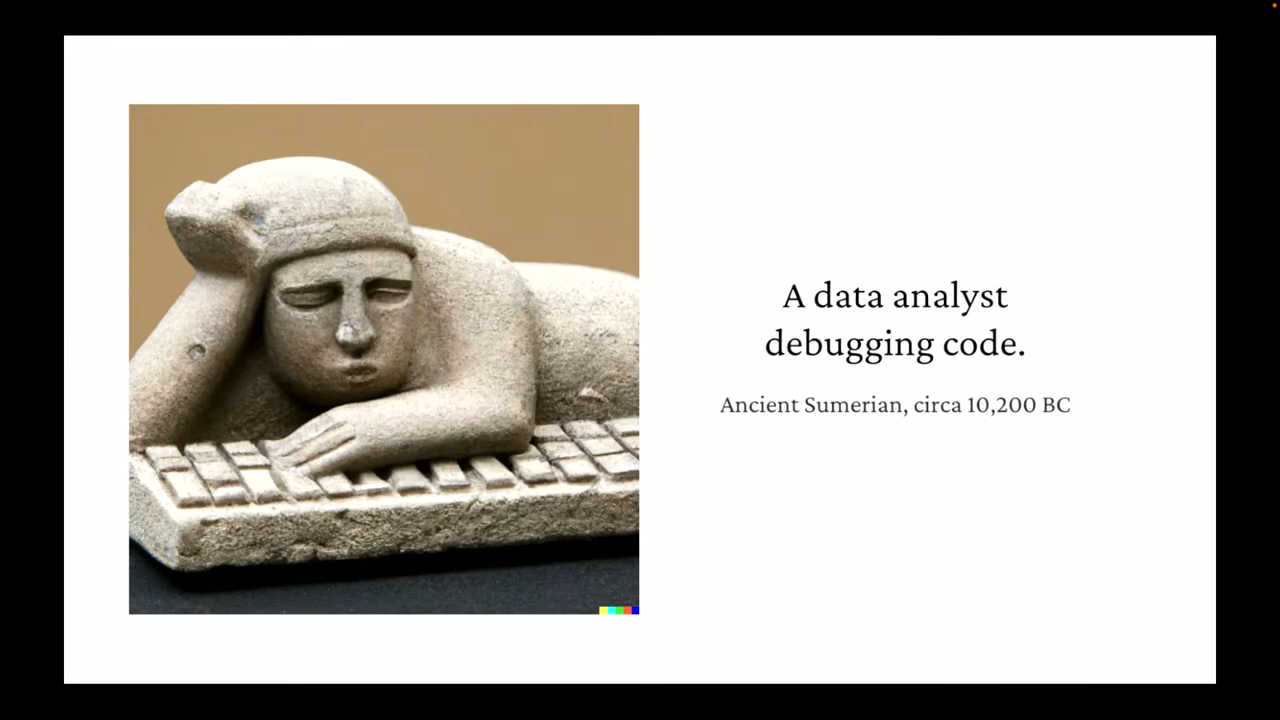 A data analyst
debugging code.
Ancient Sumerian, circa 10,200 BC